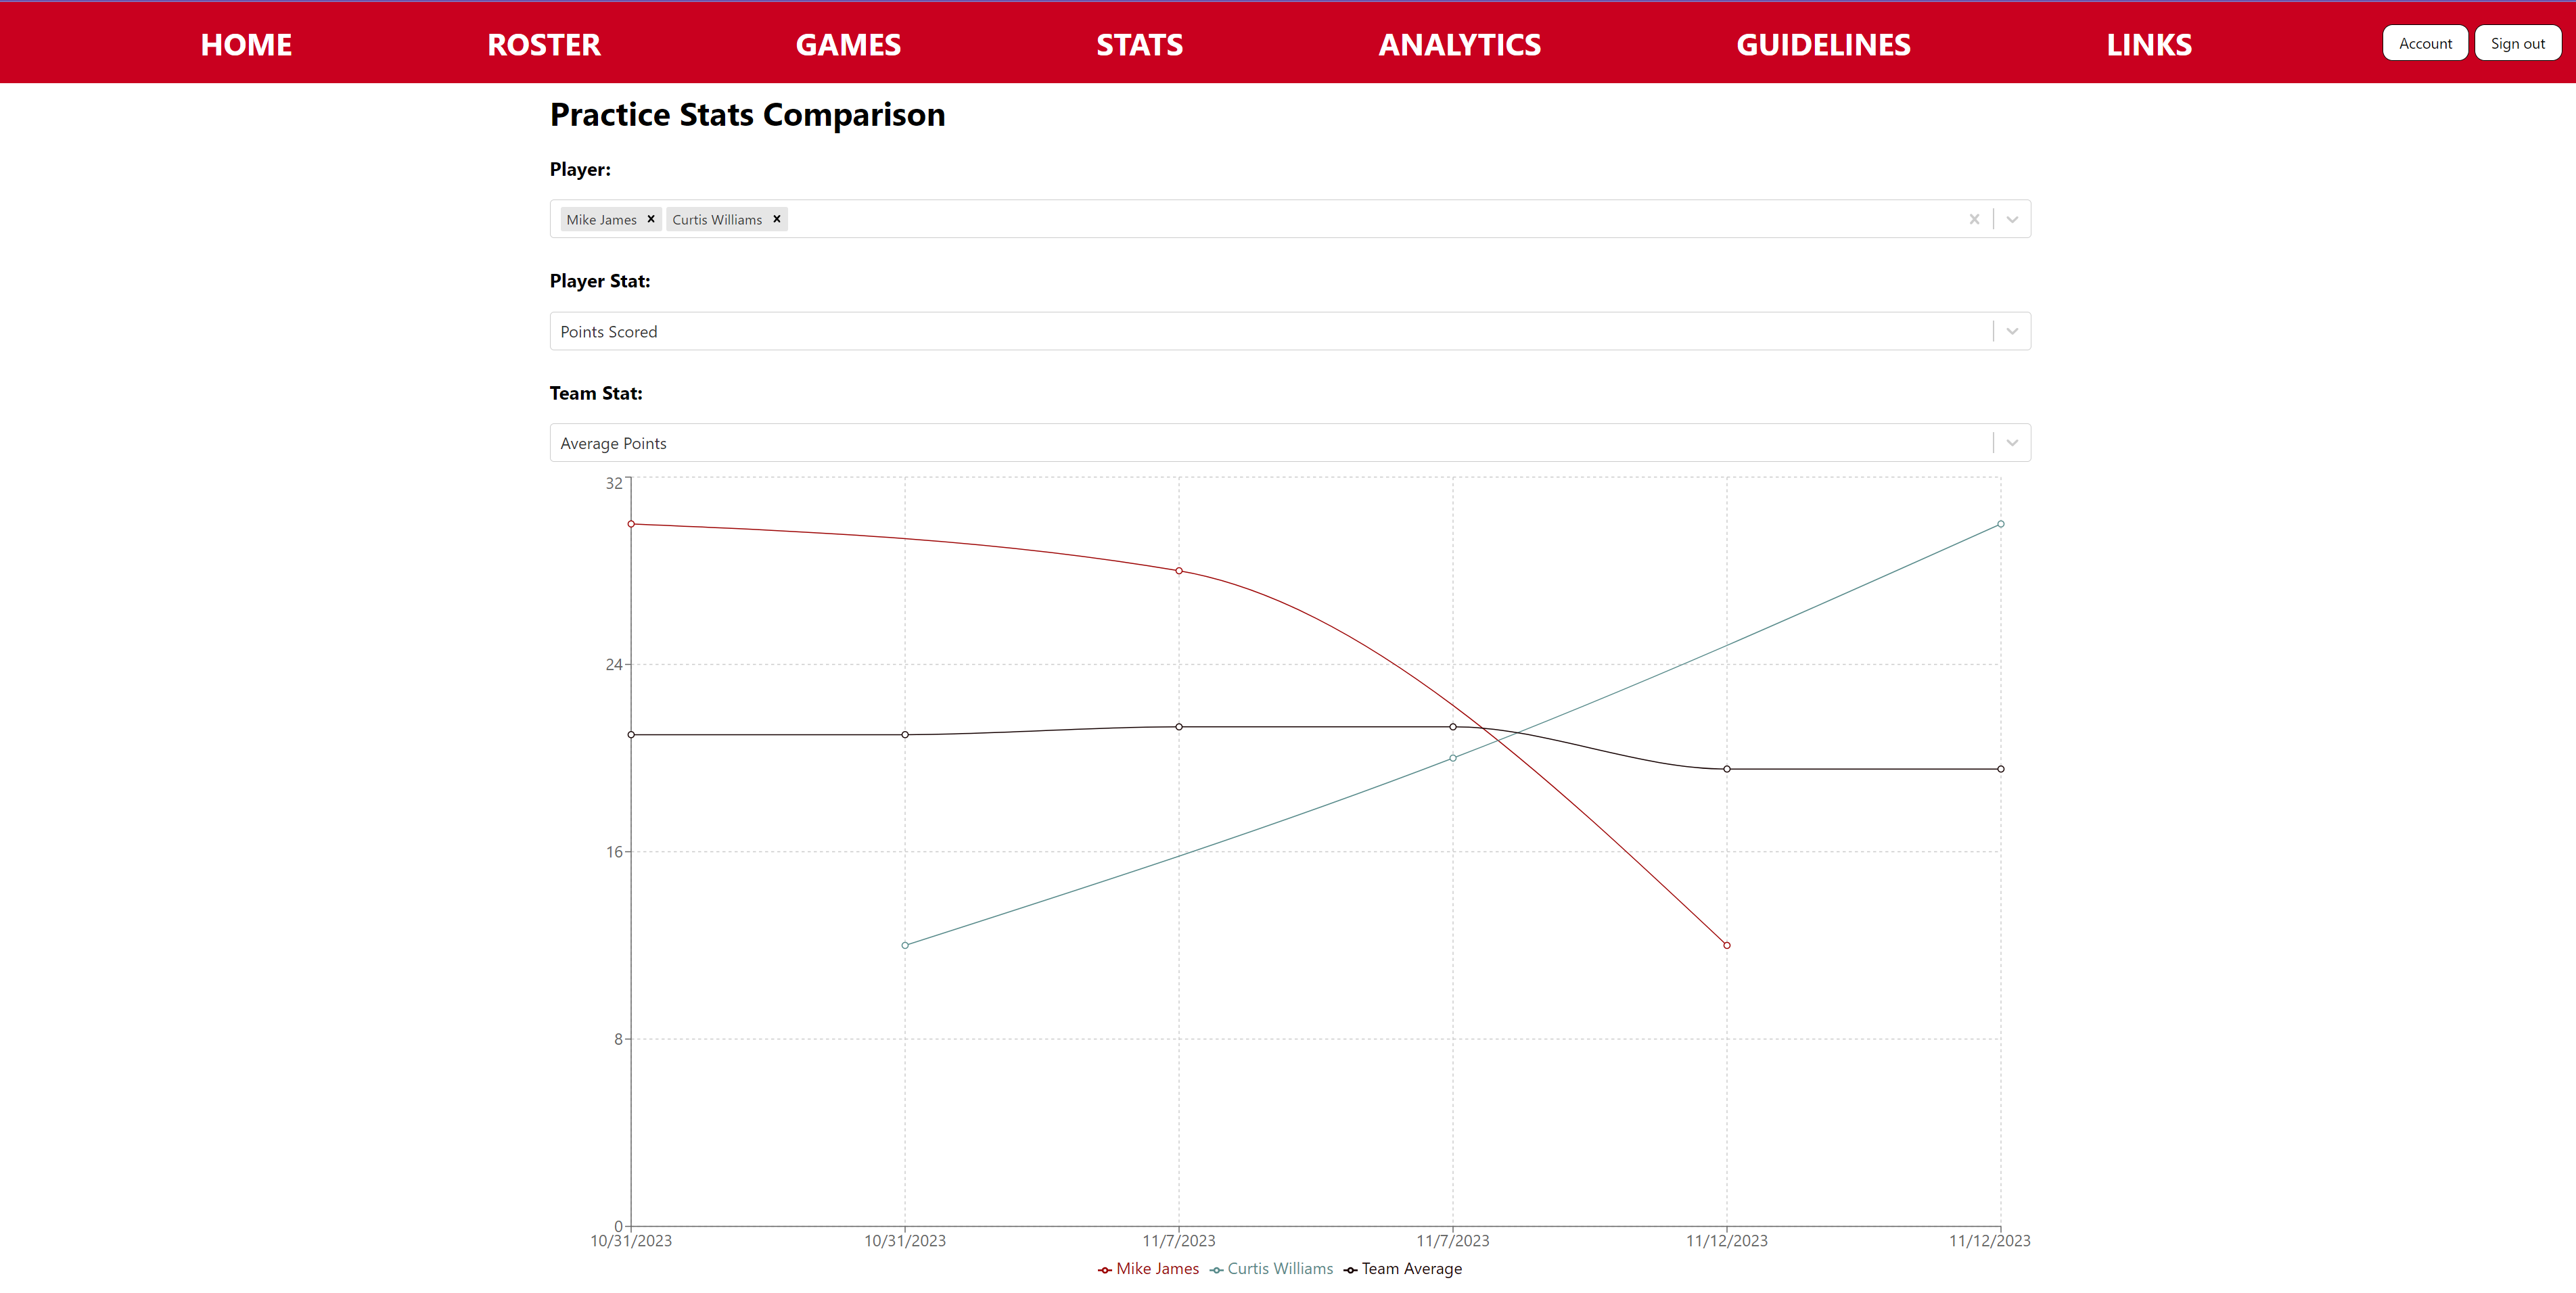 HOME ROSTER GAMES STATS ANALYTICS GUIDELINES LINKS Account Sign out
Practice Stats Comparison
Player:
Mike James × Curtis Williams ×
Player Stat:
Points Scored
Team Stat:
Average Points
32
24
16
8
0
10/31/2023 10/31/2023 11/7/2023 11/7/2023 11/12/2023 11/12/2023
Mike James Curtis Williams Team Average